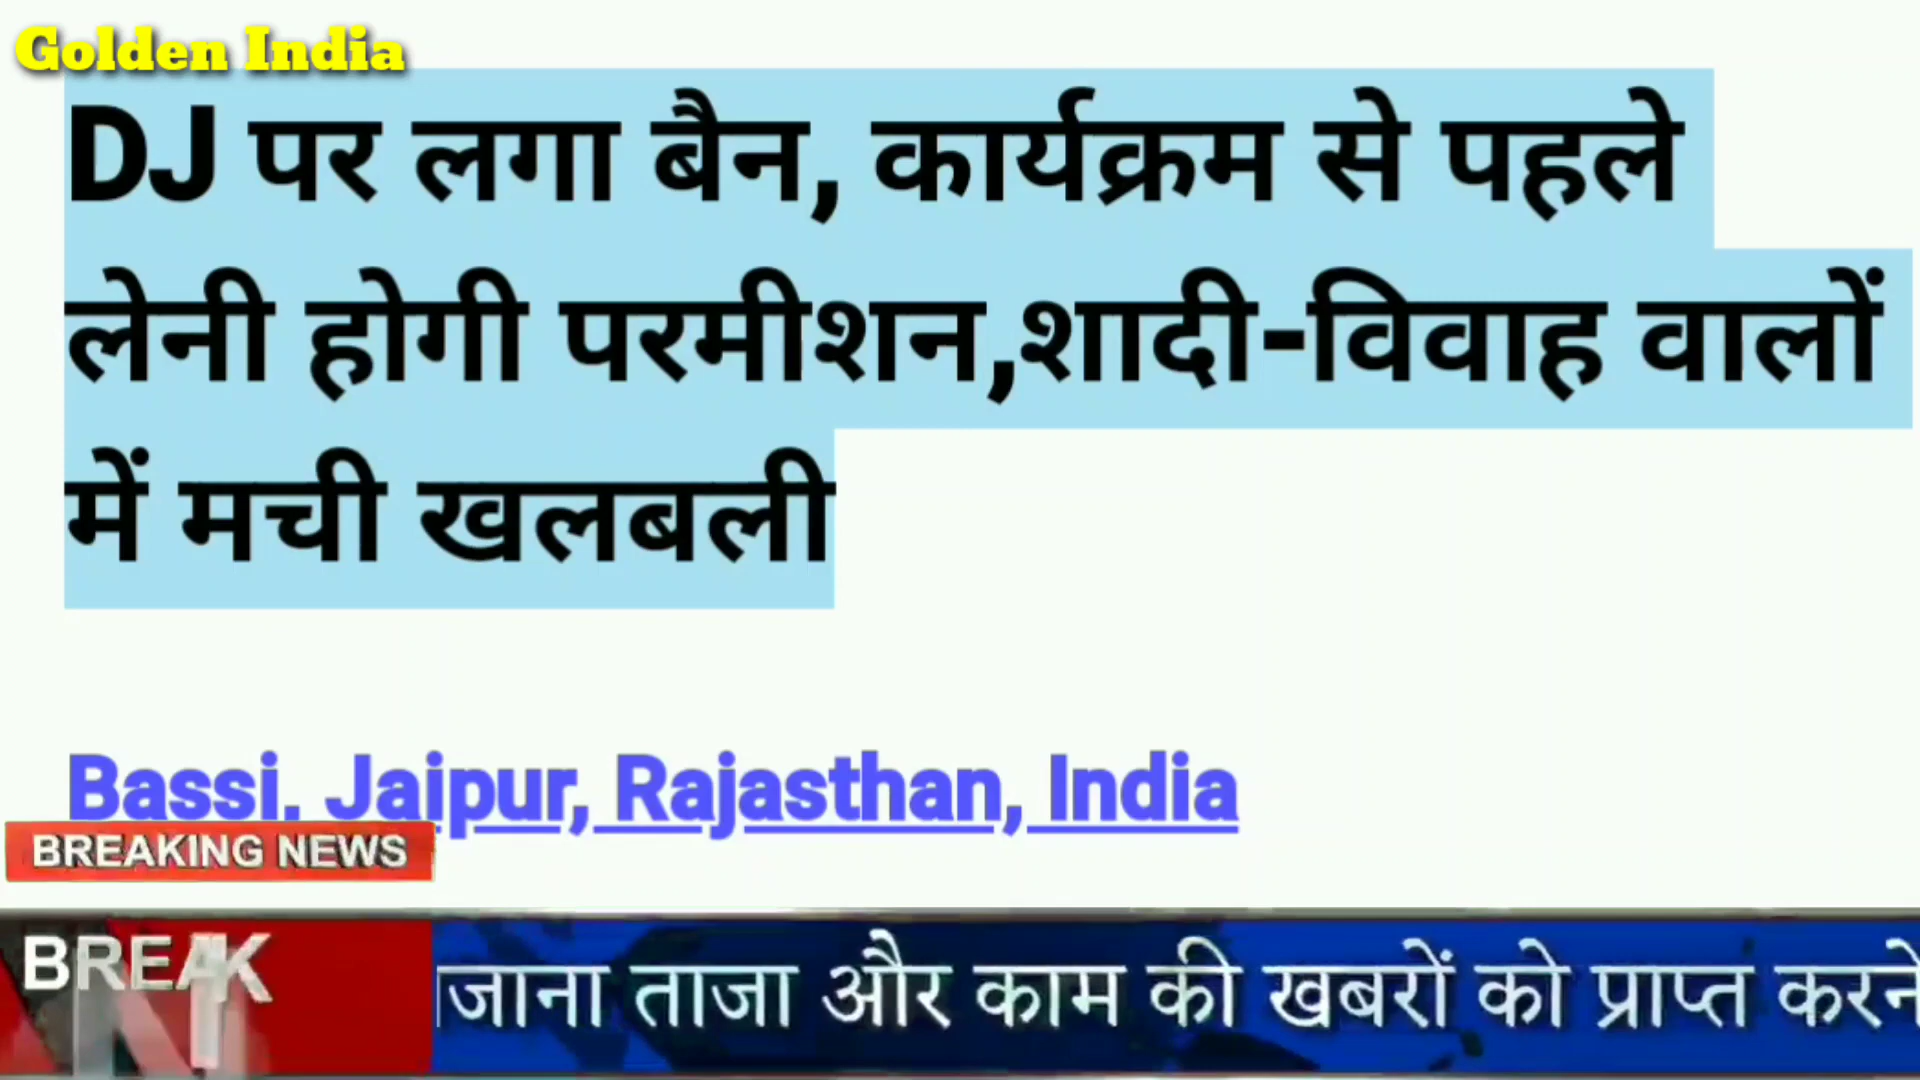 Golden India
DJ पर लगा बैन, कार्यक्रम से पहले
लेनी होगी परमीशन,शादी-विवाह वालों
में मची खलबली
Bassi, Jaipur, Rajasthan, India
BREAKING NEWS
BREAK
ताजा और काम की खबरों को प्राप्त करने